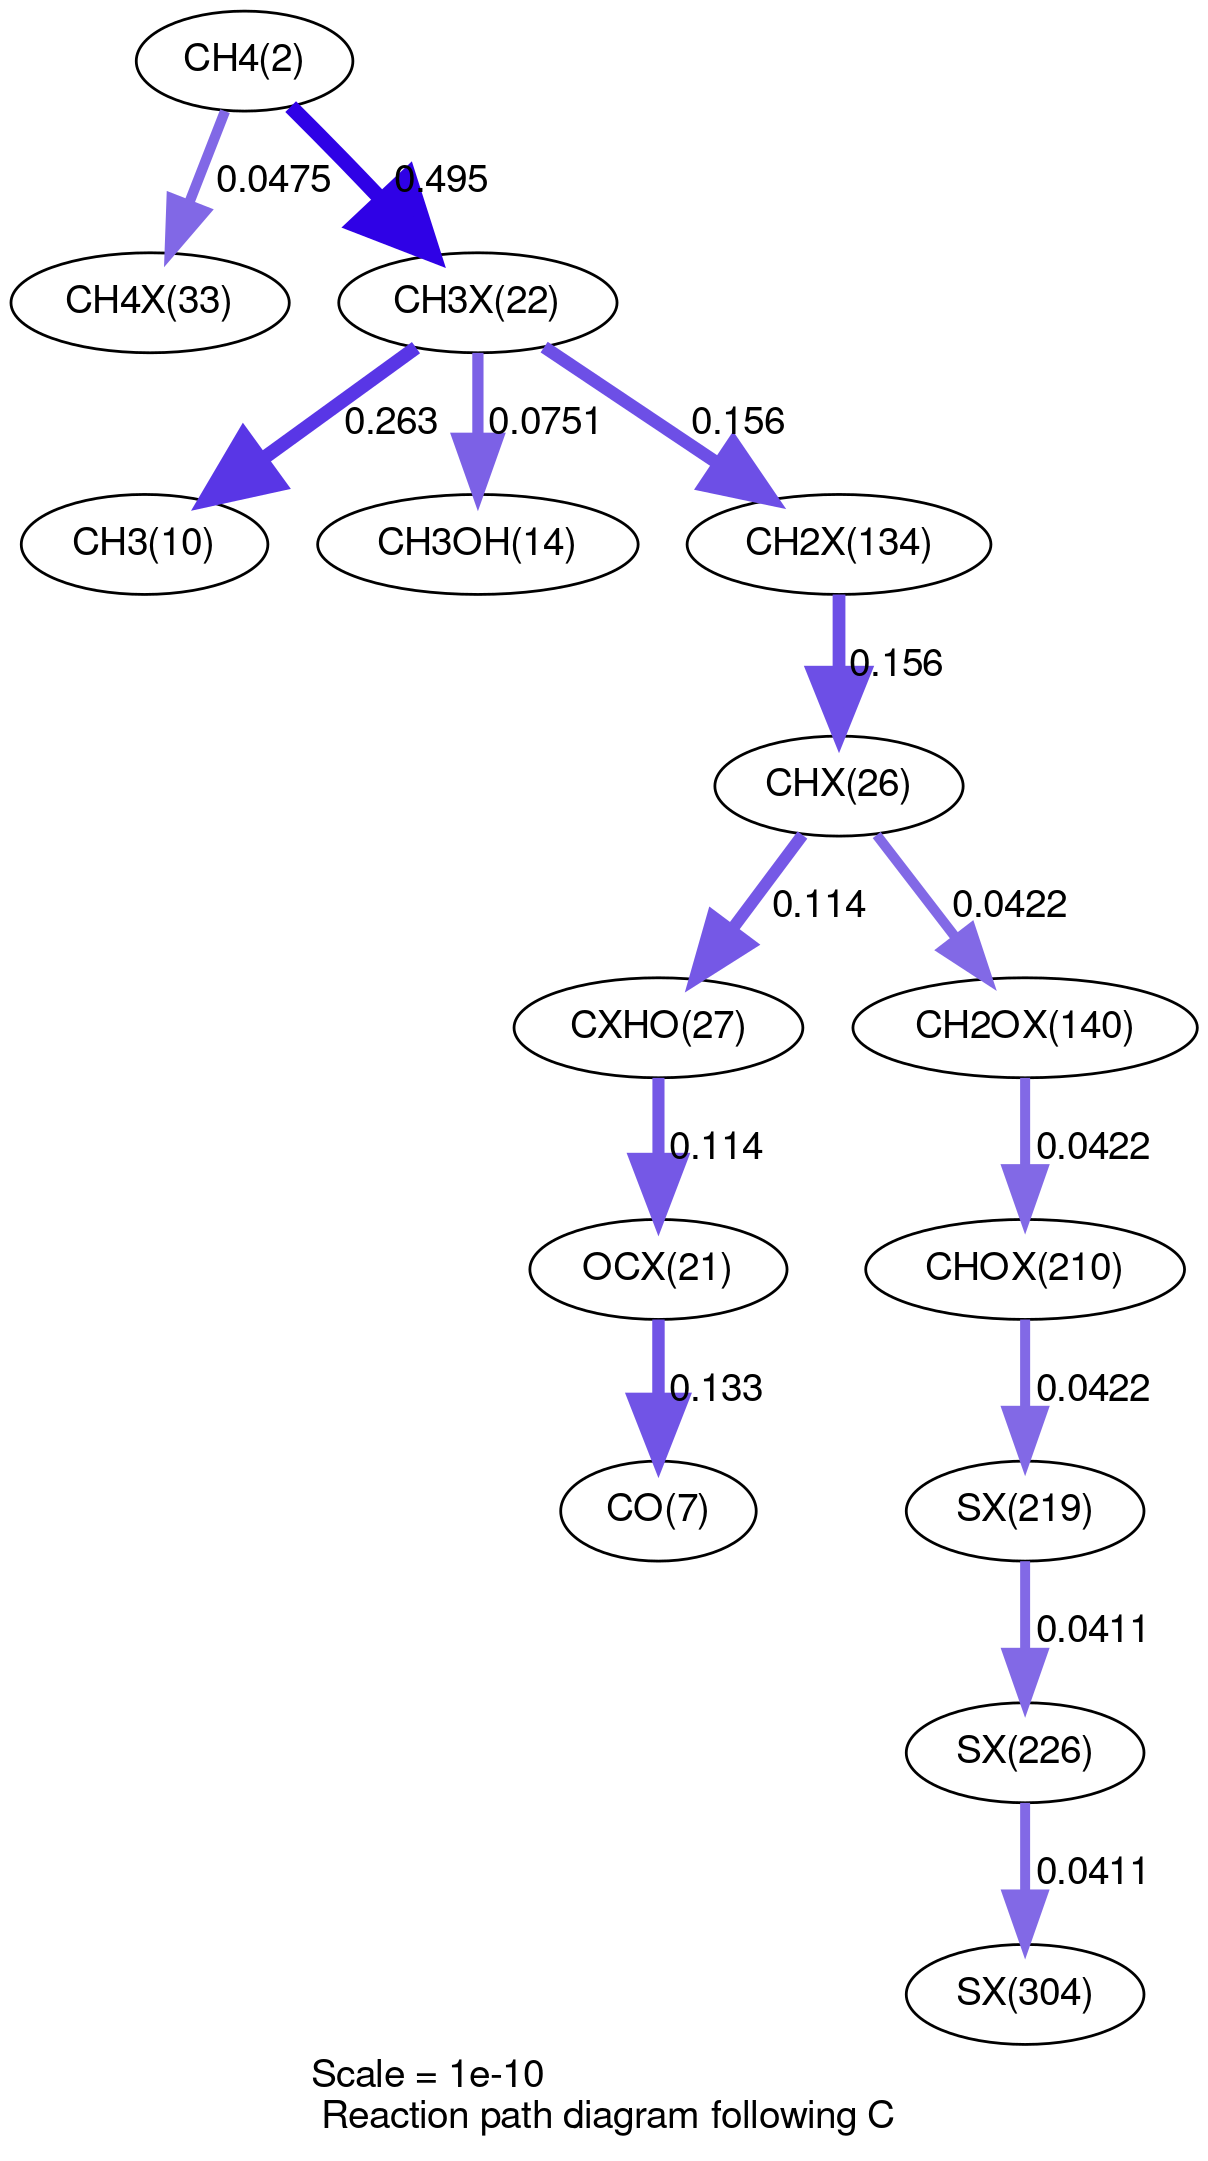 CH4(2)
0.0475
0.495
CH4X(33)
CH3X(22)
0.263
0.0751
0.156
CH3(10)
CH3OH(14)
CH2X(134)
0.156
CHX(26)
0.114
0.0422
CXHO(27)
CH2OX(140)
0.114
0.0422
OCX(21)
CHOX(210)
0.133
0.0422
CO(7)
SX(219)
0.0411
SX(226)
0.0411
SX(304)
Scale = 1e-10
Reaction path diagram following C